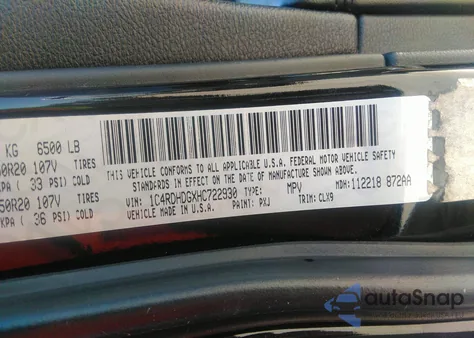 KG 6500 LB
50R20 107V TIRES
KPA ( 33 PSI) COLD
50R20 107V TIRES
KPA ( 36 PSI) COLD
THIS VEHICLE CONFORMS TO ALL APPLICABLE U.S.A. FEDERAL MOTOR VEHICLE SAFETY
STANDARDS IN EFFECT ON THE DATE OF MANUFACTURE SHOWN ABOVE.
VIN: 1C4RDHDGXHC722930 TYPE: MPV MDH:112218 872AA
MADE IN U.S.A. PAINT: PXJ TRIM: CLX9
autoSnap